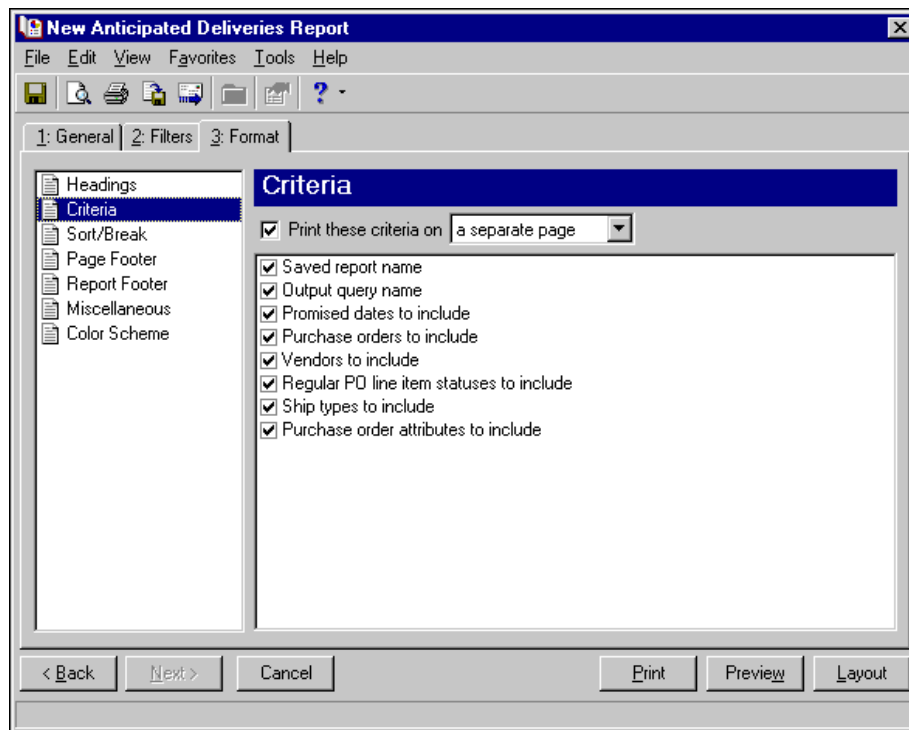 New Anticipated Deliveries Report
File Edit View Favorites Tools Help
1: General 2: Filters 3: Format
Headings
Criteria
Sort/Break
Page Footer
Report Footer
Miscellaneous
Color Scheme
Criteria
Print these criteria on a separate page
Saved report name
Output query name
Promised dates to include
Purchase orders to include
Vendors to include
Regular PO line item statuses to include
Ship types to include
Purchase order attributes to include
< Back Next > Cancel Print Preview Layout